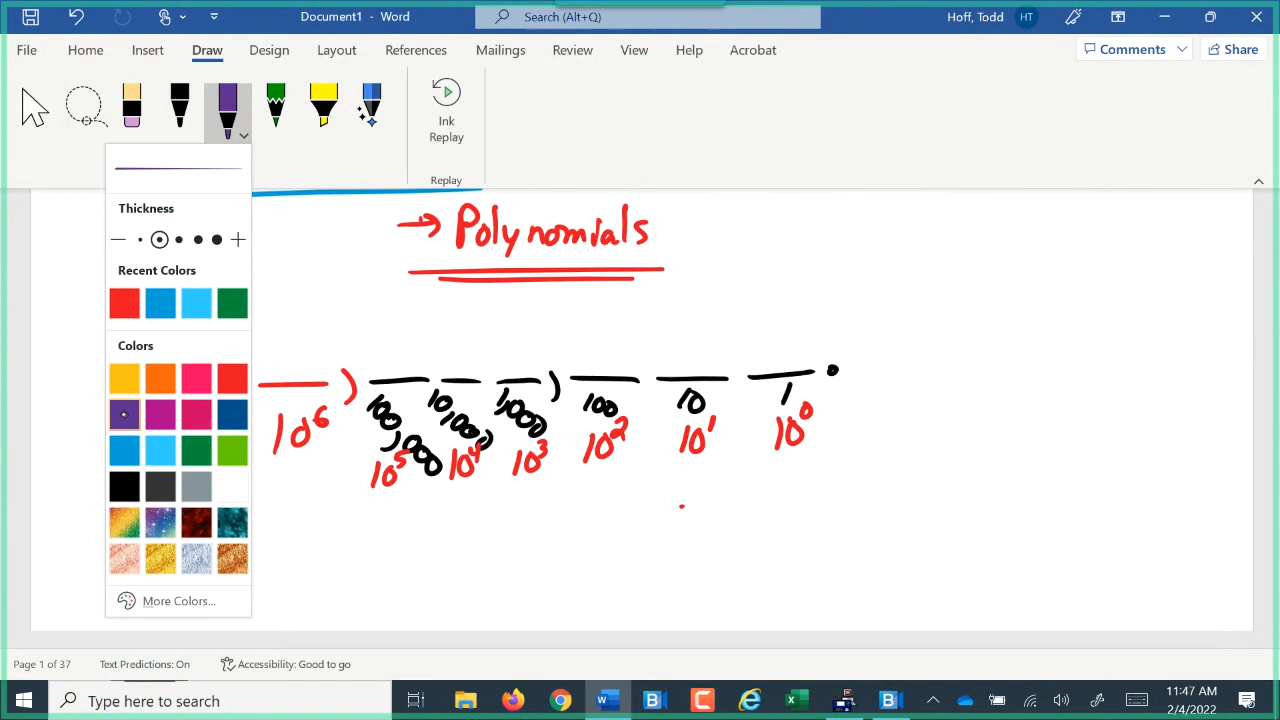 Document1 - Word
Search (Alt+Q)
Hoff, Todd
HT
File Home Insert Draw Design Layout References Mailings Review View Help Acrobat
Comments
Share
Ink Replay
Replay
Thickness
Recent Colors
Colors
More Colors...
→ Polynomials
) ) .
100,000 10,000 1,000 100 10 1
10⁶ 10⁵ 10⁴ 10³ 10² 10¹ 10⁰
Page 1 of 37 Text Predictions: On Accessibility: Good to go
Type here to search
11:47 AM
2/4/2022